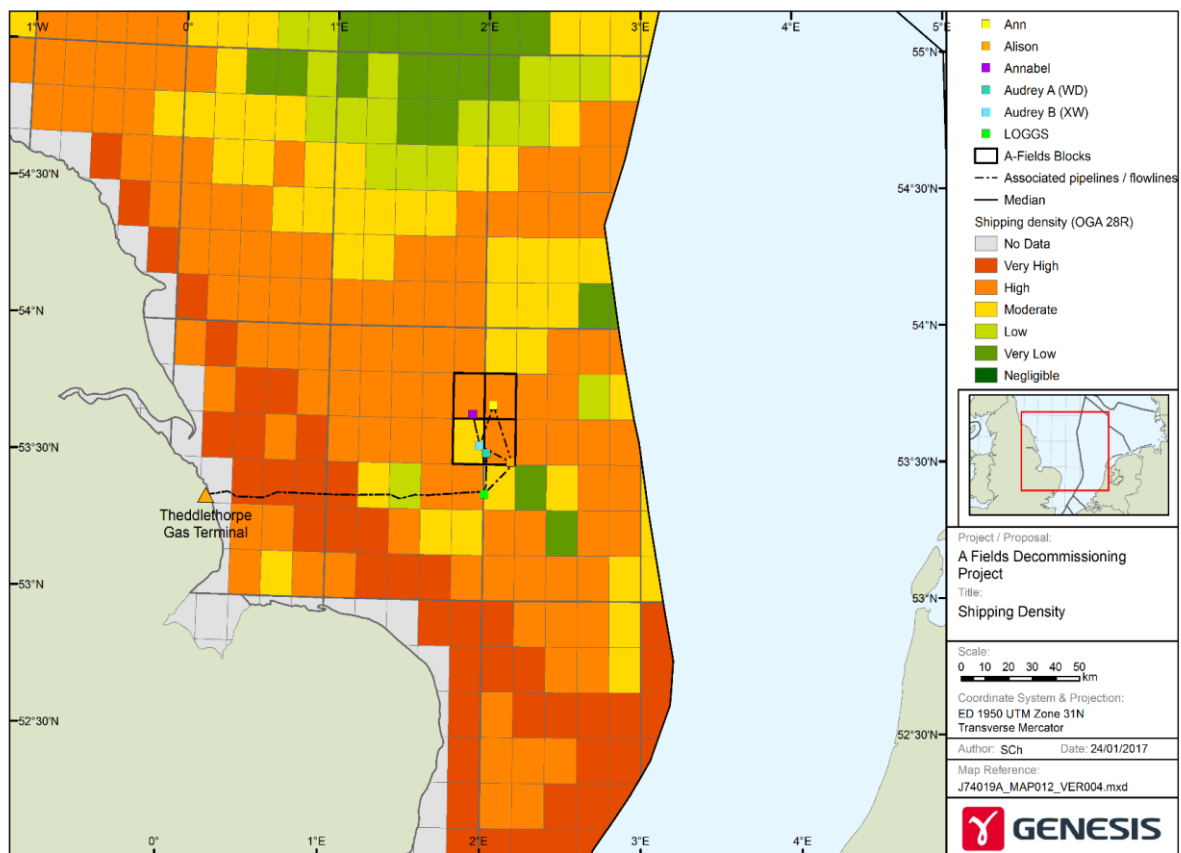 1°W 0° 1°E 2°E 3°E 4°E 5°E
55°N
54°30'N 54°30'N
54°N 54°N
53°30'N 53°30'N
Theddlethorpe
Gas Terminal
53°N 53°N
52°30'N 52°30'N
0° 1°E 2°E 3°E 4°E
Ann
Alison
Annabel
Audrey A (WD)
Audrey B (XW)
LOGGS
A-Fields Blocks
Associated pipelines / flowlines
Median
Shipping density (OGA 28R)
No Data
Very High
High
Moderate
Low
Very Low
Negligible
Project / Proposal:
A Fields Decommissioning
Project
Title:
Shipping Density
Scale:
0 10 20 30 40 50
km
Coordinate System & Projection:
ED 1950 UTM Zone 31N
Transverse Mercator
Author: SCh Date: 24/01/2017
Map Reference:
J74019A_MAP012_VER004.mxd
GENESIS